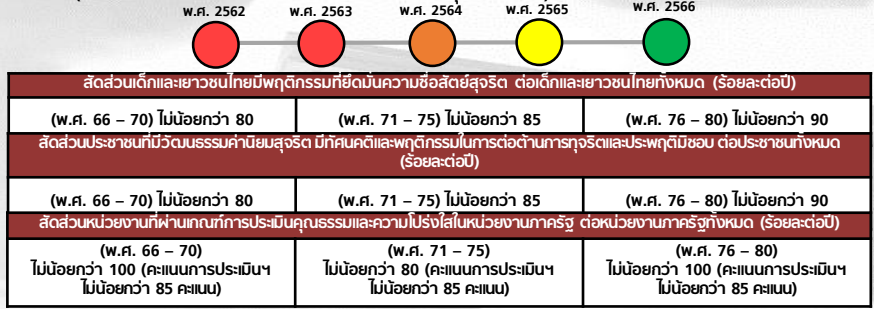 พ.ศ. 2562 พ.ศ. 2563 พ.ศ. 2564 พ.ศ. 2565 พ.ศ. 2566
สัดส่วนเด็กและเยาวชนไทยมีพฤติกรรมที่ยึดมั่นความซื่อสัตย์สุจริต ต่อเด็กและเยาวชนไทยทั้งหมด (ร้อยละต่อปี)
(พ.ศ. 66 – 70) ไม่น้อยกว่า 80 (พ.ศ. 71 – 75) ไม่น้อยกว่า 85 (พ.ศ. 76 – 80) ไม่น้อยกว่า 90
สัดส่วนประชาชนที่มีวัฒนธรรมค่านิยมสุจริต มีทัศนคติและพฤติกรรมในการต่อต้านการทุจริตและประพฤติมิชอบ ต่อประชาชนทั้งหมด
(ร้อยละต่อปี)
(พ.ศ. 66 – 70) ไม่น้อยกว่า 80 (พ.ศ. 71 – 75) ไม่น้อยกว่า 85 (พ.ศ. 76 – 80) ไม่น้อยกว่า 90
สัดส่วนหน่วยงานที่ผ่านเกณฑ์การประเมินคุณธรรมและความโปร่งใสในหน่วยงานภาครัฐ ต่อหน่วยงานภาครัฐทั้งหมด (ร้อยละต่อปี)
(พ.ศ. 66 – 70)
ไม่น้อยกว่า 100 (คะแนนการประเมินฯ
ไม่น้อยกว่า 85 คะแนน)
(พ.ศ. 71 – 75)
ไม่น้อยกว่า 80 (คะแนนการประเมินฯ
ไม่น้อยกว่า 85 คะแนน)
(พ.ศ. 76 – 80)
ไม่น้อยกว่า 100 (คะแนนการประเมินฯ
ไม่น้อยกว่า 85 คะแนน)